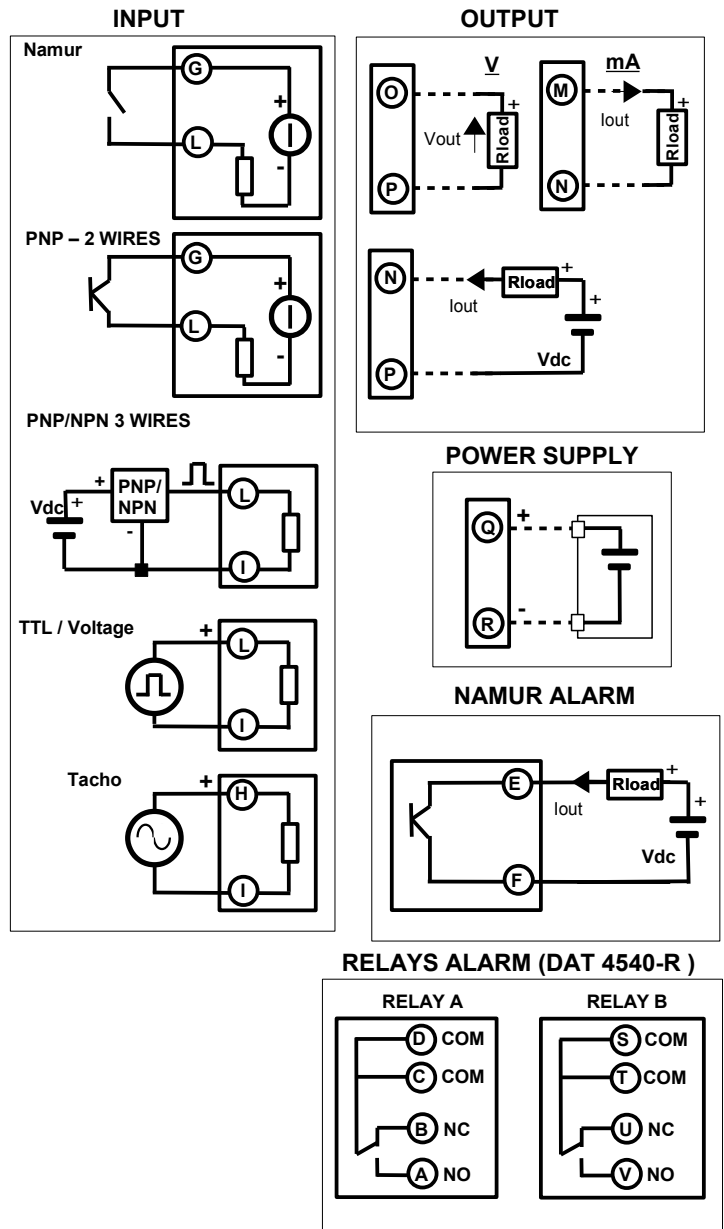 INPUT
Namur
G
+
L
-
PNP – 2 WIRES
G
+
L
-
PNP/NPN 3 WIRES
+
PNP/
NPN
L
Vdc
+
-
I
TTL / Voltage
+
L
I
Tacho
+
H
I
OUTPUT
V
mA
O
+
Vout
Rload
P
M
Iout
+
Rload
N
N
Rload
+
+
Iout
P
Vdc
POWER SUPPLY
Q
+
R
-
NAMUR ALARM
E
Rload
+
+
Iout
Vdc
F
RELAYS ALARM (DAT 4540-R )
RELAY A
D COM
C COM
B NC
A NO
RELAY B
S COM
T COM
U NC
V NO